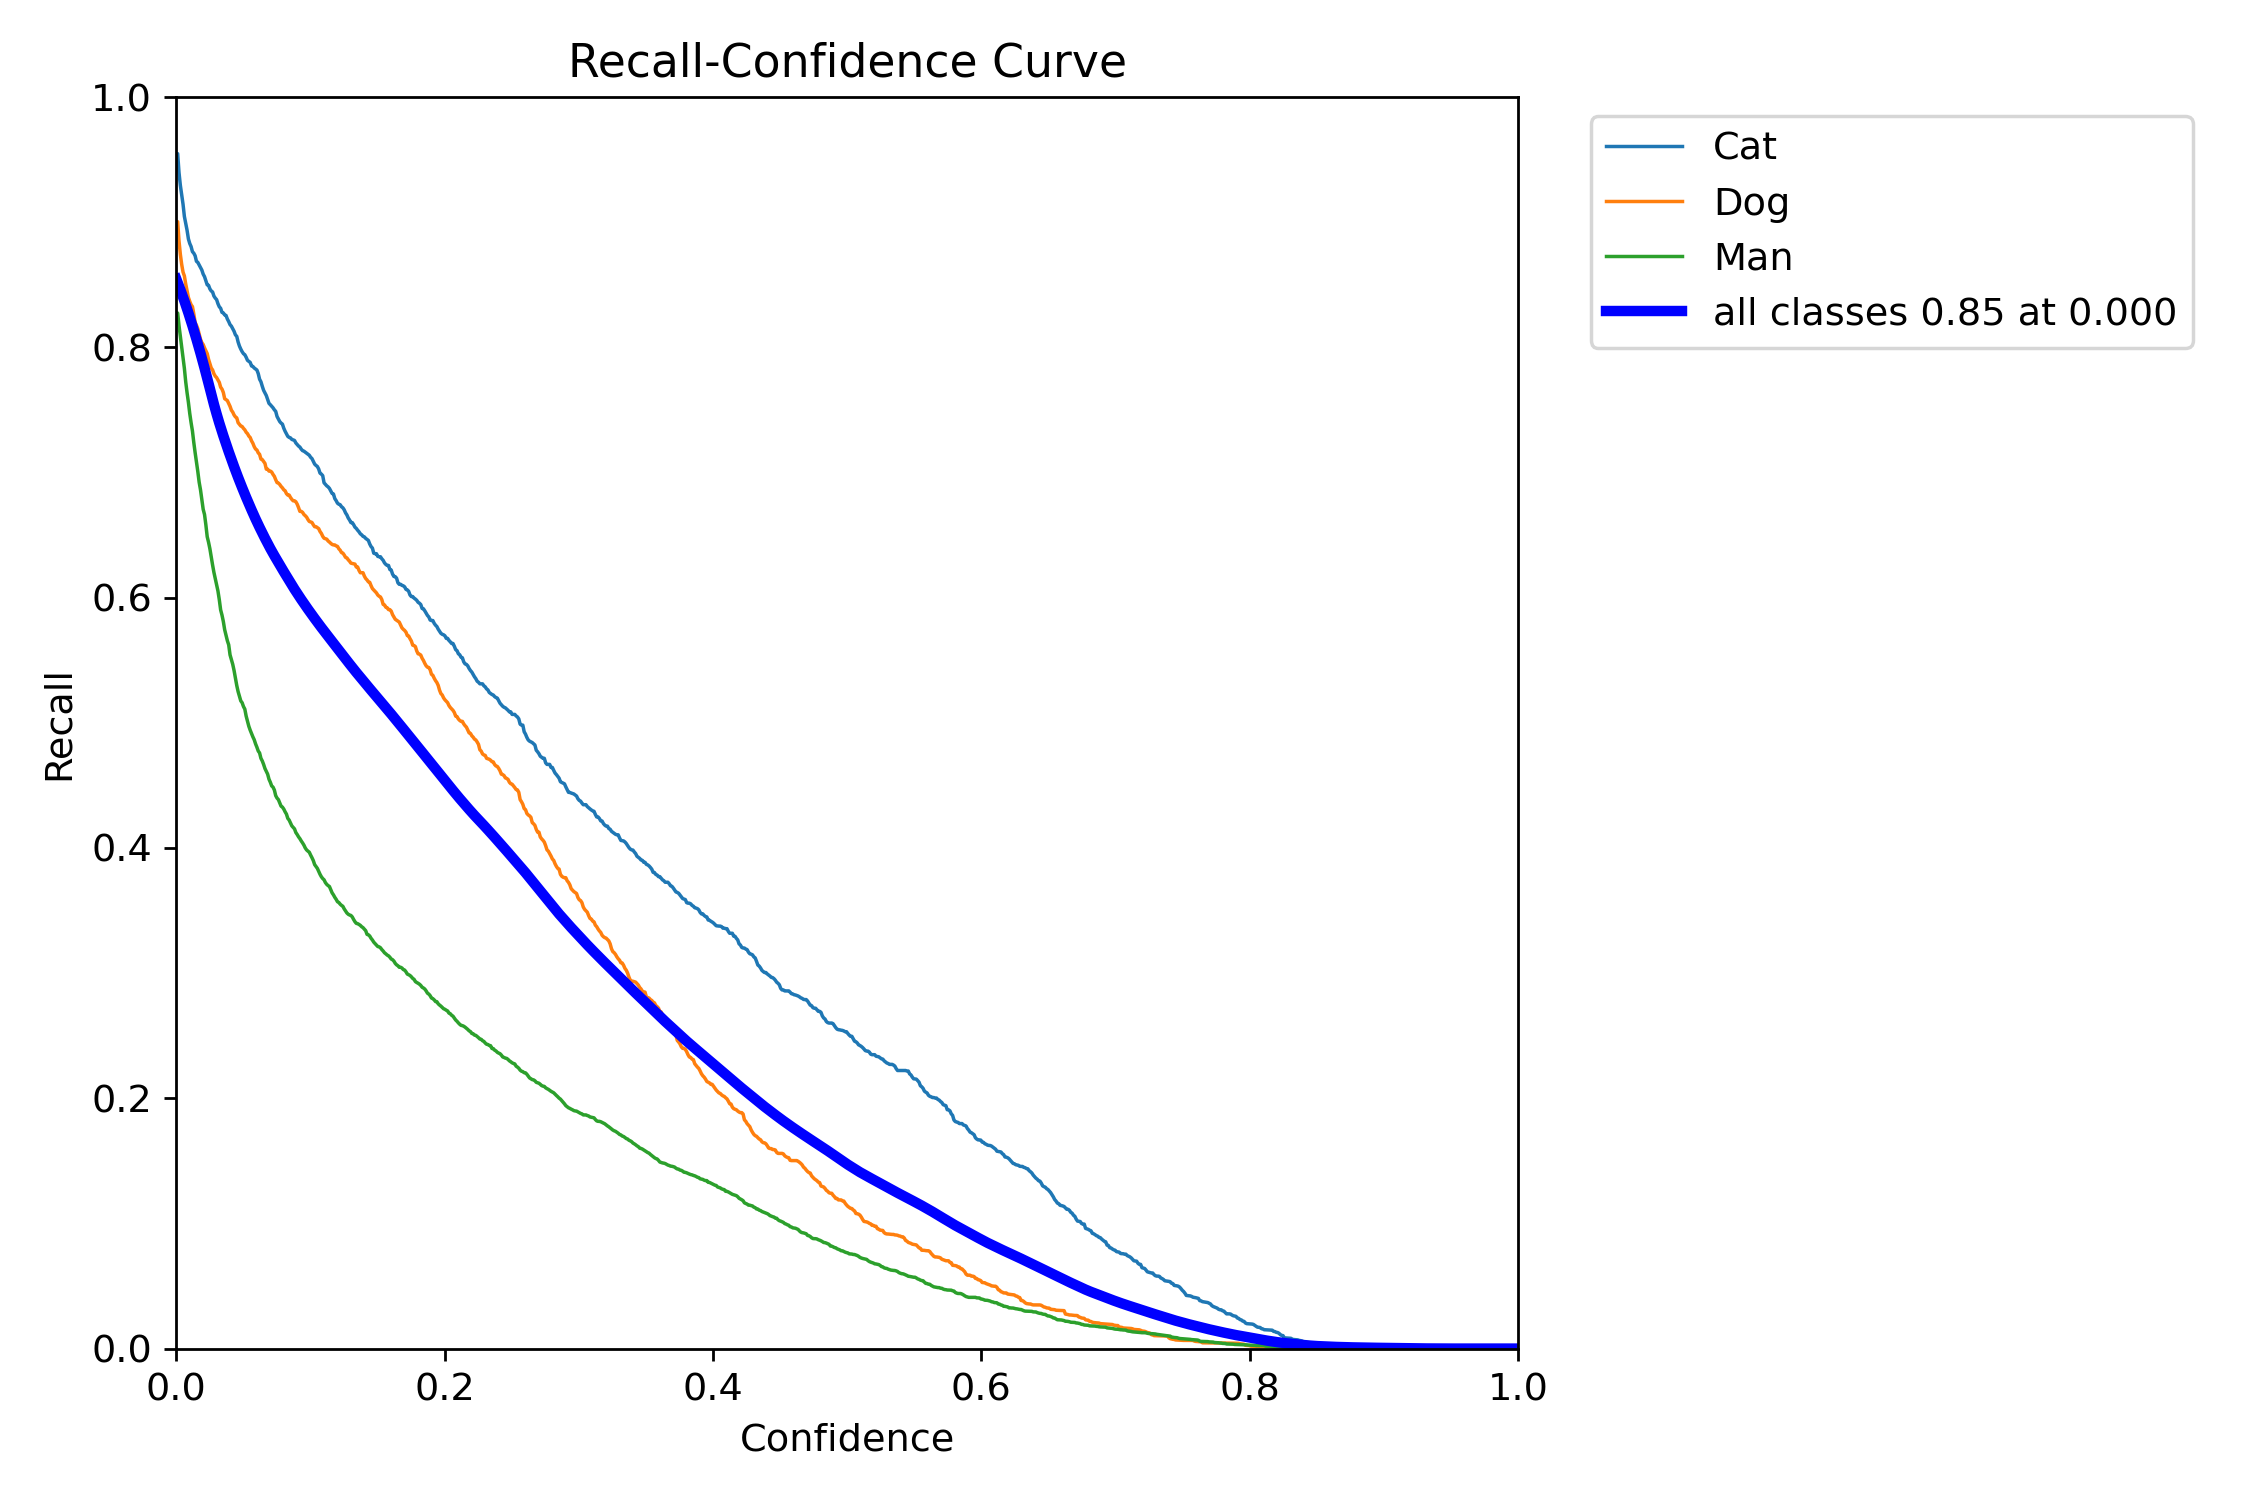 Recall-Confidence Curve
1.0
0.8
0.6
0.4
0.2
0.0
Recall
0.0 0.2 0.4 0.6 0.8 1.0
Confidence
Cat
Dog
Man
all classes 0.85 at 0.000